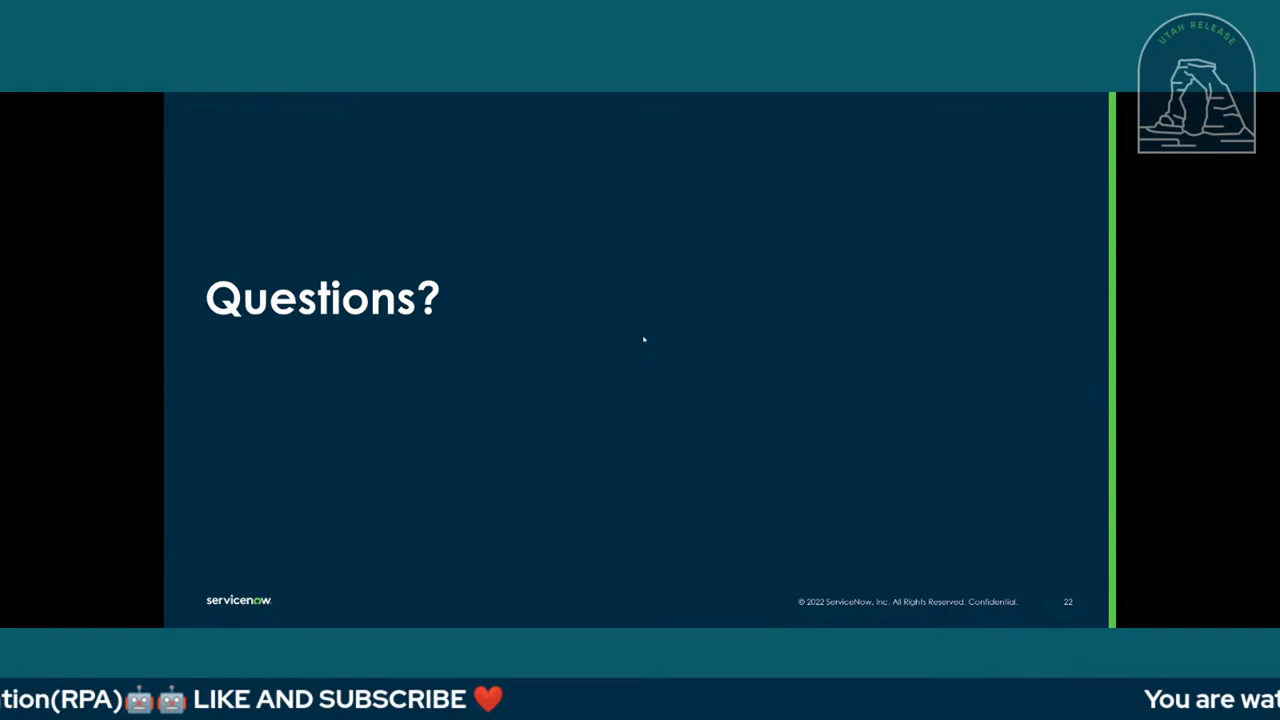 UTAH RELEASE
Questions?
servicenow
© 2022 ServiceNow, Inc. All Rights Reserved. Confidential.
22
tion(RPA)🤖🤖 LIKE AND SUBSCRIBE ❤️
You are wat